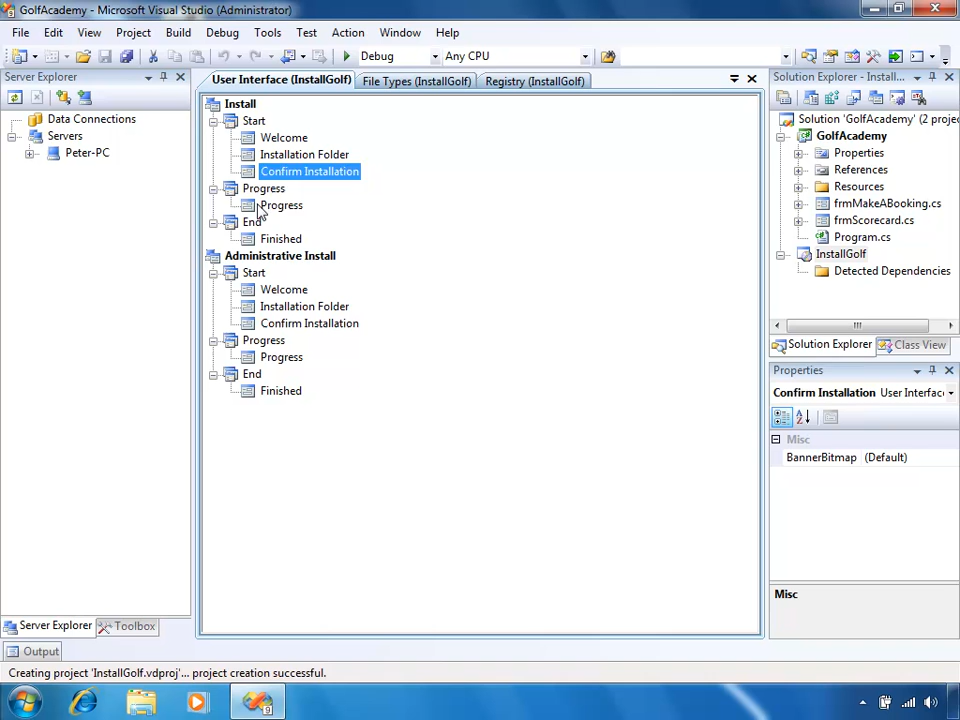 GolfAcademy - Microsoft Visual Studio (Administrator)
File Edit View Project Build Debug Tools Test Action Window Help
Debug Any CPU
Server Explorer
Data Connections
Servers
Peter-PC
Server Explorer Toolbox
User Interface (InstallGolf) File Types (InstallGolf) Registry (InstallGolf)
Install
Start
Welcome
Installation Folder
Confirm Installation
Progress
Progress
End
Finished
Administrative Install
Start
Welcome
Installation Folder
Confirm Installation
Progress
Progress
End
Finished
Solution Explorer - Install...
Solution 'GolfAcademy' (2 projec
GolfAcademy
Properties
References
Resources
frmMakeABooking.cs
frmScorecard.cs
Program.cs
InstallGolf
Detected Dependencies
Solution Explorer Class View
Properties
Confirm Installation User Interfac
Misc
BannerBitmap (Default)
Misc
Output
Creating project 'InstallGolf.vdproj'... project creation successful.
9